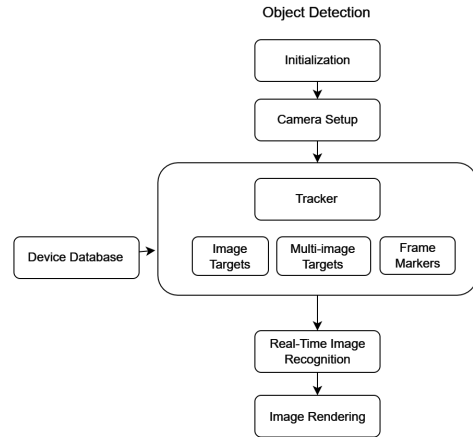 Object Detection
Initialization
Camera Setup
Tracker
Image
Targets
Multi-image
Targets
Frame
Markers
Device Database
Real-Time Image
Recognition
Image Rendering